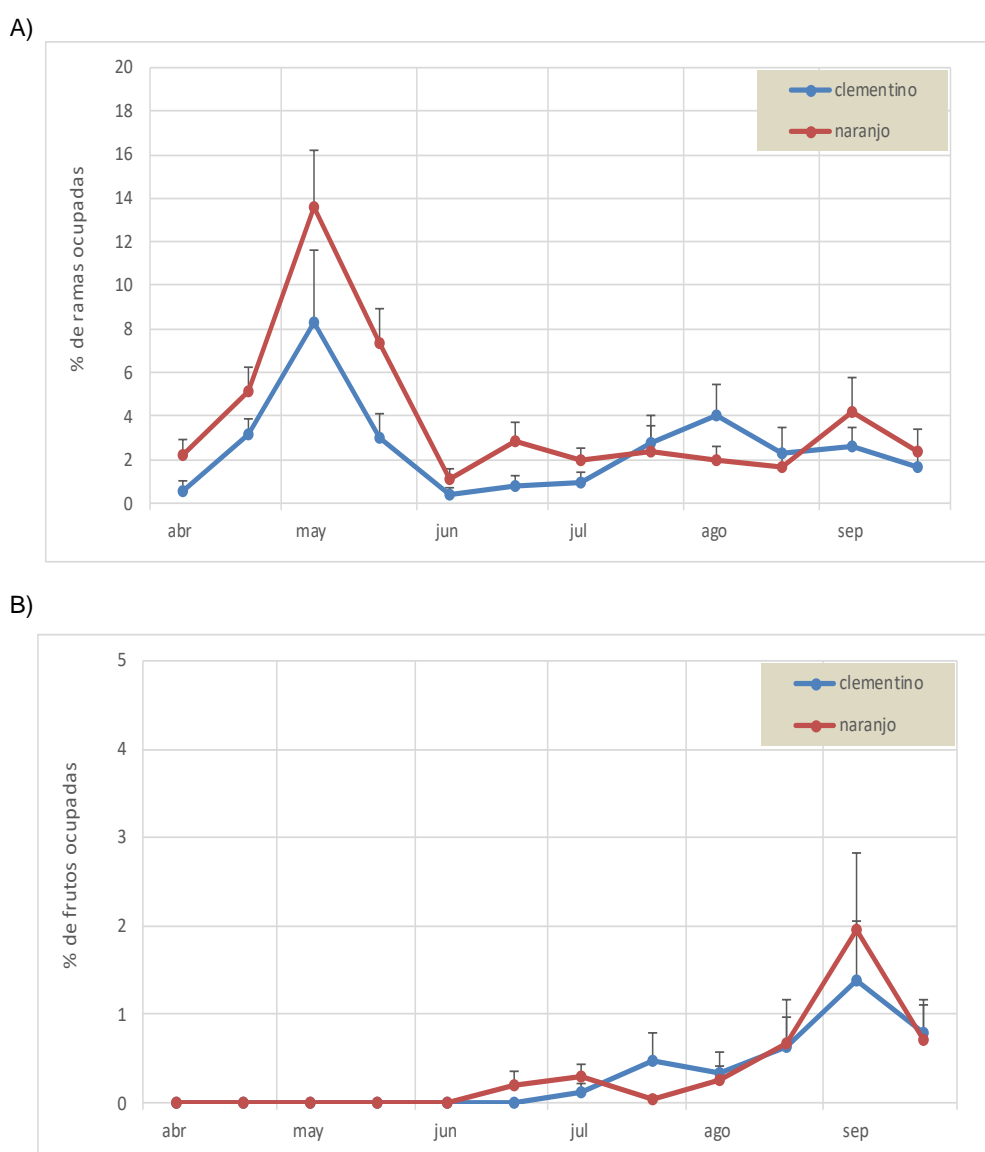 A)
20
18
16
14
12
10
8
6
4
2
0
% de ramas ocupadas
clementino
naranjo
abr may jun jul ago sep
B)
5
4
3
2
1
0
% de frutos ocupadas
clementino
naranjo
abr may jun jul ago sep